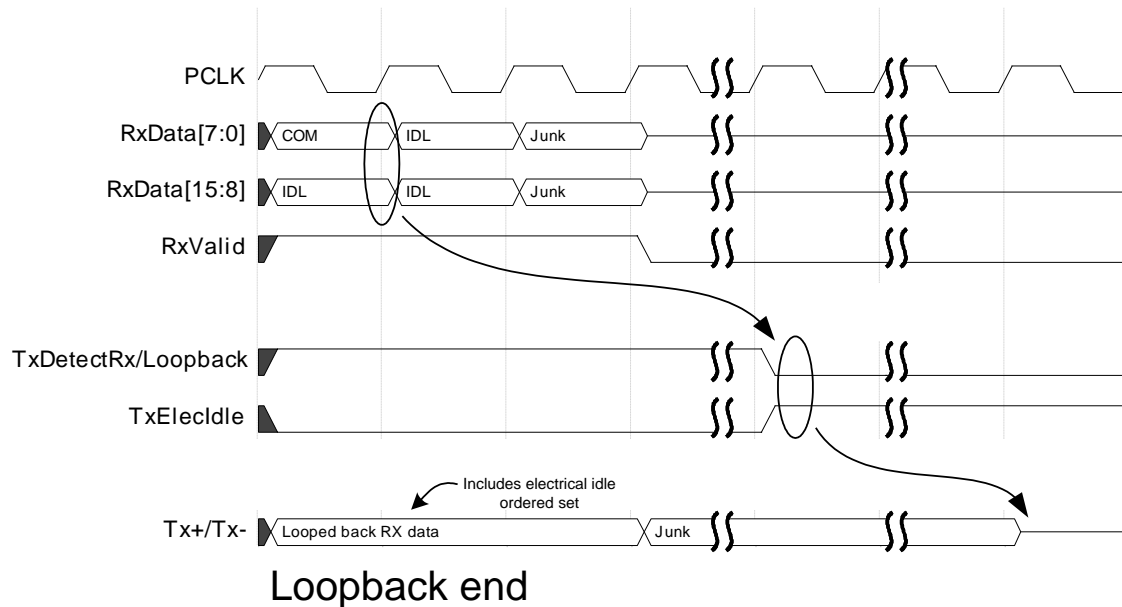 PCLK
RxData[7:0] COM IDL Junk
RxData[15:8] IDL IDL Junk
RxValid
TxDetectRx/Loopback
TxElecIdle
Includes electrical idle
ordered set
Tx+/Tx- Looped back RX data Junk
Loopback end